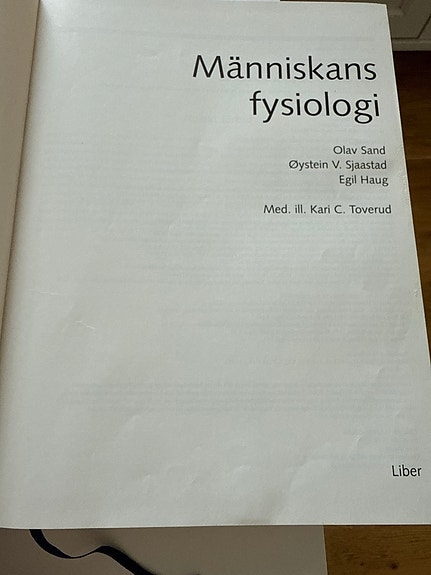 Människans
fysiologi
Olav Sand
Øystein V. Sjaastad
Egil Haug
Med. ill. Kari C. Toverud
Liber